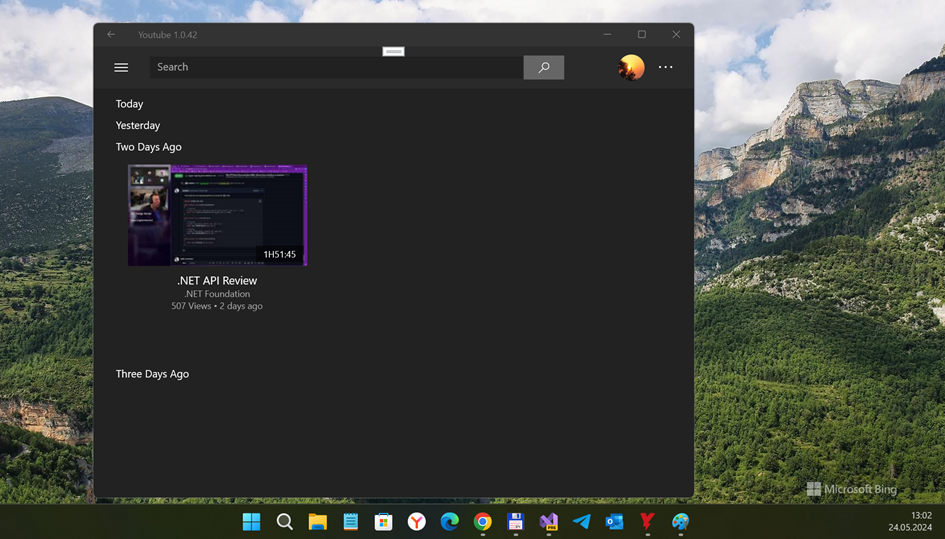 Youtube 1.0.42
Search
Today
Yesterday
Two Days Ago
1H51:45
.NET API Review
.NET Foundation
507 Views • 2 days ago
Three Days Ago
Microsoft Bing
13:02
24.05.2024